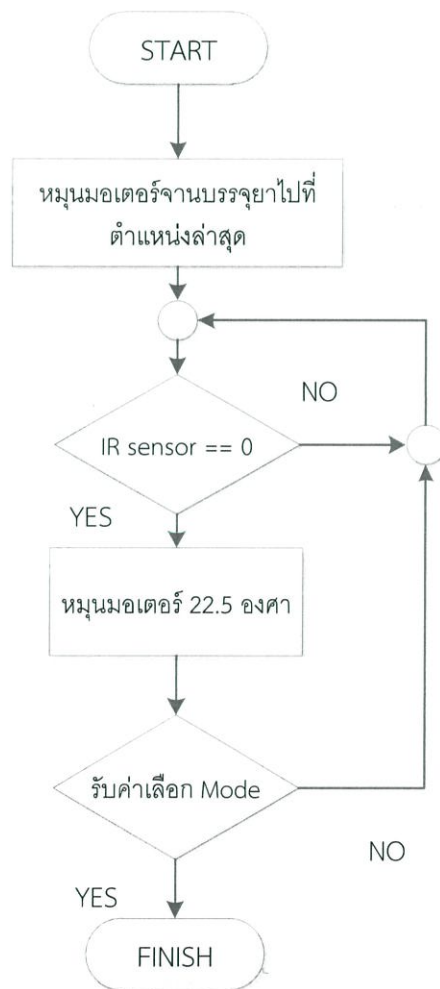 START
หมุนมอเตอร์จานบรรจุยาไปที่
ตำแหน่งล่าสุด
NO
IR sensor == 0
YES
หมุนมอเตอร์ 22.5 องศา
รับค่าเลือก Mode
NO
YES
FINISH